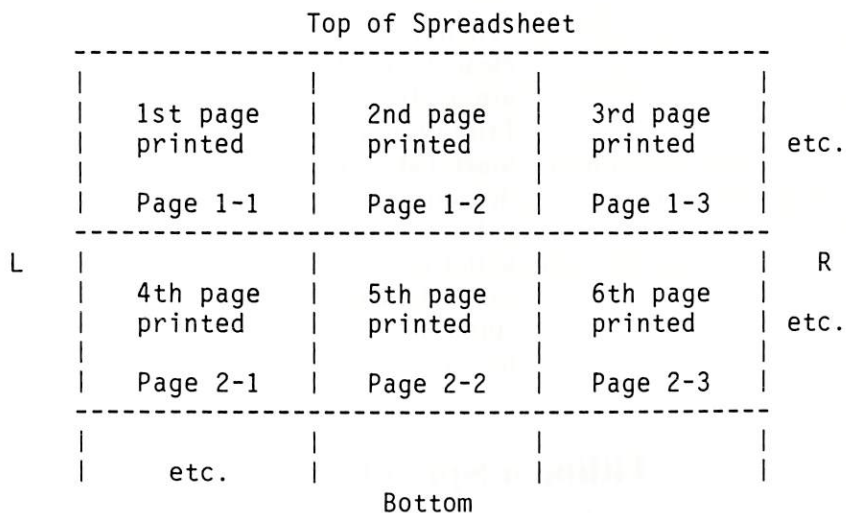 Top of Spreadsheet
1st page 2nd page 3rd page
printed printed printed etc.
Page 1-1 Page 1-2 Page 1-3
L R
4th page 5th page 6th page
printed printed printed etc.
Page 2-1 Page 2-2 Page 2-3
etc.
Bottom